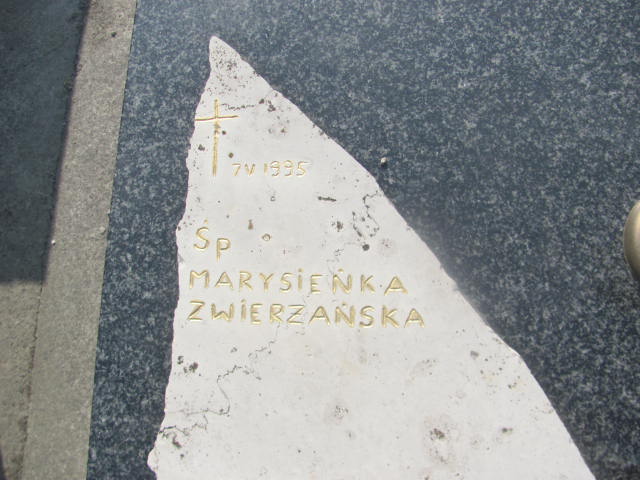 7 V 1995
Śp
MARYSIEŃKA
ZWIERZAŃSKA